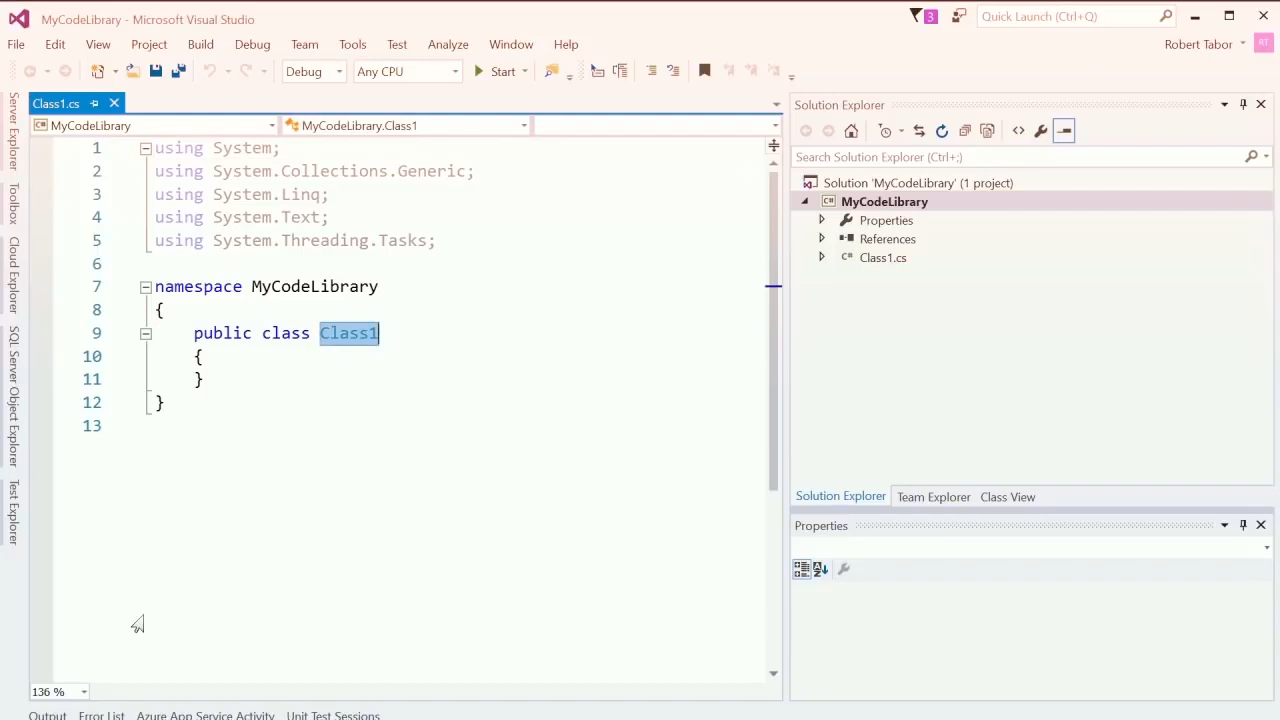 MyCodeLibrary - Microsoft Visual Studio
3
Quick Launch (Ctrl+Q)
File Edit View Project Build Debug Team Tools Test Analyze Window Help
Robert Tabor
RT
Debug
Any CPU
Start
Server Explorer
Toolbox
Cloud Explorer
SQL Server Object Explorer
Test Explorer
Class1.cs
MyCodeLibrary
MyCodeLibrary.Class1
1 using System;
2 using System.Collections.Generic;
3 using System.Linq;
4 using System.Text;
5 using System.Threading.Tasks;
6
7 namespace MyCodeLibrary
8 {
9 public class Class1
10 {
11 }
12 }
13
136 %
Solution Explorer
Search Solution Explorer (Ctrl+;)
Solution 'MyCodeLibrary' (1 project)
C# MyCodeLibrary
Properties
References
C# Class1.cs
Solution Explorer Team Explorer Class View
Properties
Output Error List Azure App Service Activity Unit Test Sessions